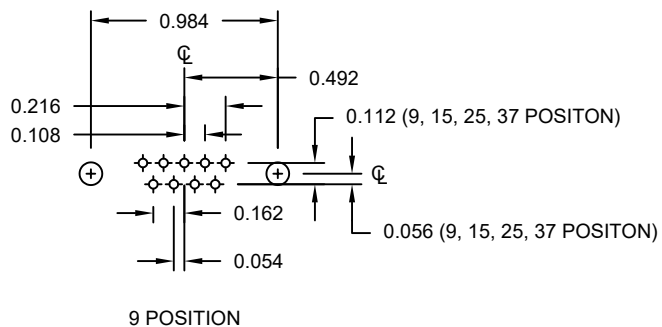 0.984
℄
0.492
0.216
0.112 (9, 15, 25, 37 POSITON)
0.108
℄
0.162
0.056 (9, 15, 25, 37 POSITON)
0.054
9 POSITION